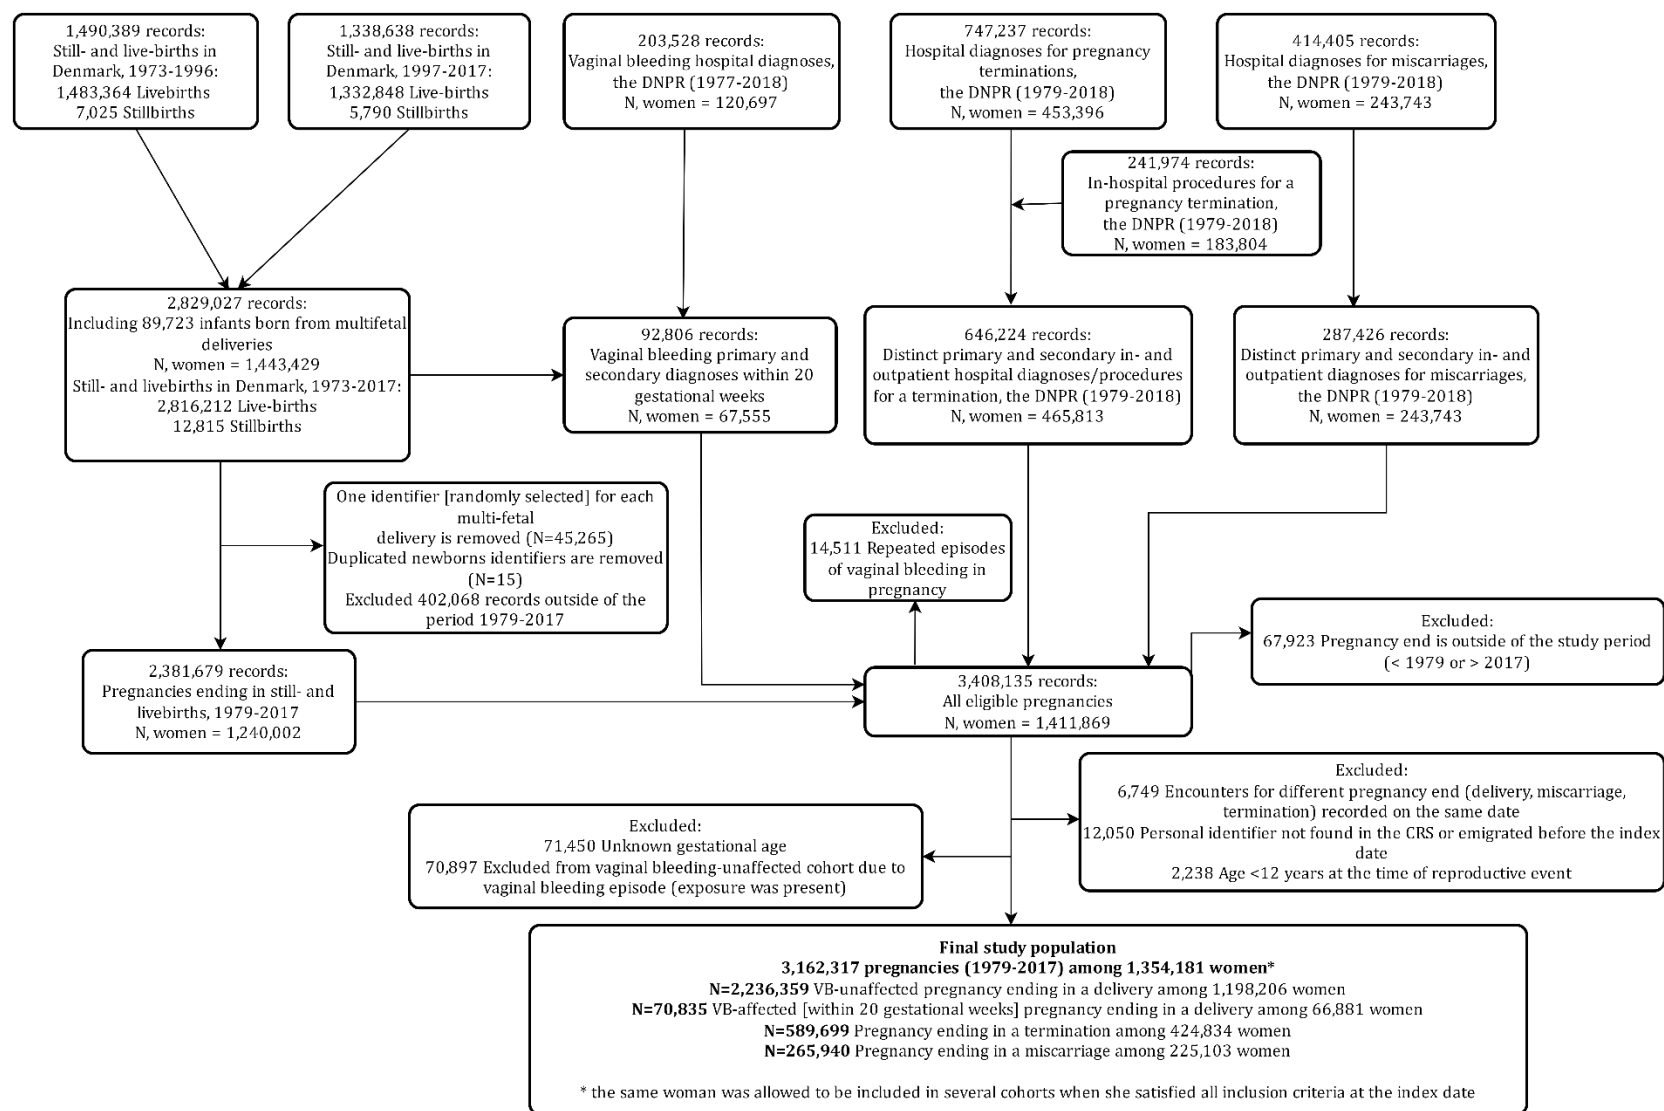 1,490,389 records:
Still- and live-births in
Denmark, 1973-1996:
1,483,364 Livebirths
7,025 Stillbirths
1,338,638 records:
Still- and live-births in
Denmark, 1997-2017:
1,332,848 Live-births
5,790 Stillbirths
203,528 records:
Vaginal bleeding hospital diagnoses,
the DNPR (1977-2018)
N, women = 120,697
747,237 records:
Hospital diagnoses for pregnancy
terminations,
the DNPR (1979-2018)
N, women = 453,396
414,405 records:
Hospital diagnoses for miscarriages,
the DNPR (1979-2018)
N, women = 243,743
241,974 records:
In-hospital procedures for a
pregnancy termination,
the DNPR (1979-2018)
N, women = 183,804
2,829,027 records:
Including 89,723 infants born from multifetal
deliveries
N, women = 1,443,429
Still- and livebirths in Denmark, 1973-2017:
2,816,212 Live-births
12,815 Stillbirths
92,806 records:
Vaginal bleeding primary and
secondary diagnoses within 20
gestational weeks
N, women = 67,555
646,224 records:
Distinct primary and secondary in- and
outpatient hospital diagnoses/procedures
for a termination, the DNPR (1979-2018)
N, women = 465,813
287,426 records:
Distinct primary and secondary in- and
outpatient diagnoses for miscarriages,
the DNPR (1979-2018)
N, women = 243,743
One identifier [randomly selected] for each
multi-fetal
delivery is removed (N=45,265)
Duplicated newborns identifiers are removed
(N=15)
Excluded 402,068 records outside of the
period 1979-2017
Excluded:
14,511 Repeated episodes
of vaginal bleeding in
pregnancy
Excluded:
67,923 Pregnancy end is outside of the study period
(< 1979 or > 2017)
2,381,679 records:
Pregnancies ending in still- and
livebirths, 1979-2017
N, women = 1,240,002
3,408,135 records:
All eligible pregnancies
N, women = 1,411,869
Excluded:
6,749 Encounters for different pregnancy end (delivery, miscarriage,
termination) recorded on the same date
12,050 Personal identifier not found in the CRS or emigrated before the index
date
2,238 Age <12 years at the time of reproductive event
Excluded:
71,450 Unknown gestational age
70,897 Excluded from vaginal bleeding-unaffected cohort due to
vaginal bleeding episode (exposure was present)
Final study population
3,162,317 pregnancies (1979-2017) among 1,354,181 women*
N=2,236,359 VB-unaffected pregnancy ending in a delivery among 1,198,206 women
N=70,835 VB-affected [within 20 gestational weeks] pregnancy ending in a delivery among 66,881 women
N=589,699 Pregnancy ending in a termination among 424,834 women
N=265,940 Pregnancy ending in a miscarriage among 225,103 women
* the same woman was allowed to be included in several cohorts when she satisfied all inclusion criteria at the index date